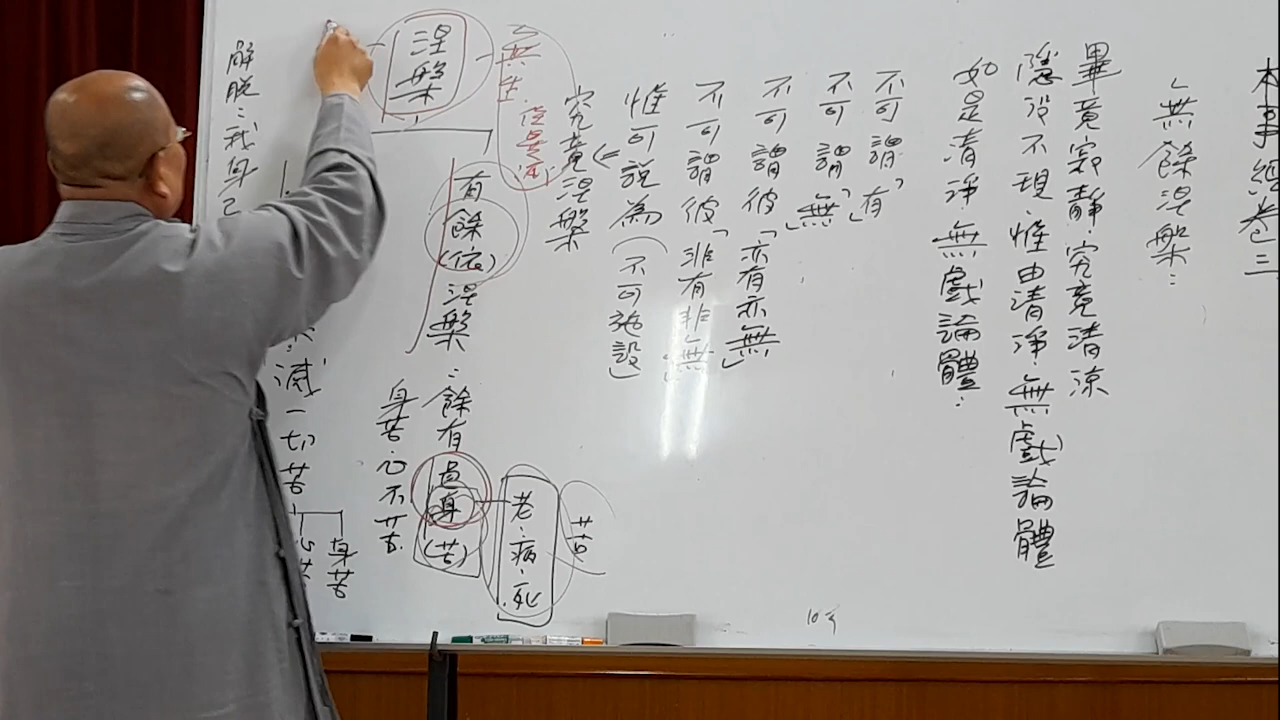 本事經卷三
無餘涅槃：
畢竟寂靜·究竟清涼
隱没不現·惟由清淨·無戲論體
如是清淨無戲論體：
不可謂「有」
不可謂「無」
不可謂彼「亦有亦無」
不可謂彼「非有非無」
惟可說為(不可施設)
究竟涅槃
無生
涅槃
有餘(依)涅槃：餘有色身(苦)
老·病·死
苦
身苦心不苦
滅一切苦
身苦
心苦
解脱：我身己
10